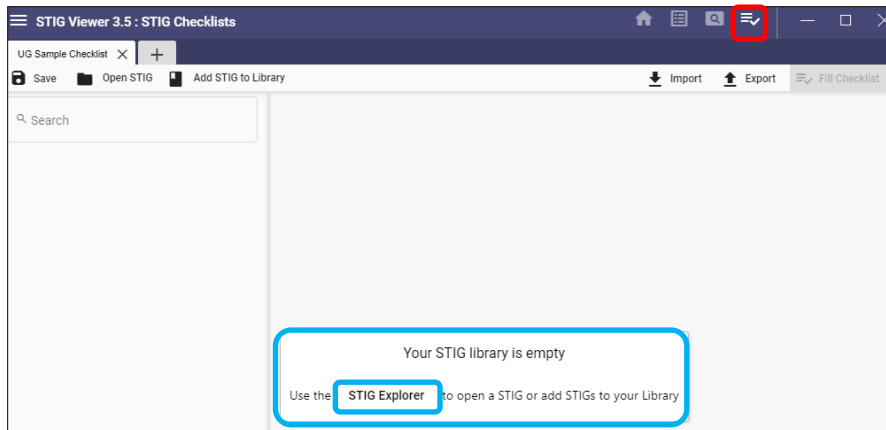 STIG Viewer 3.5 : STIG Checklists
UG Sample Checklist
Save Open STIG Add STIG to Library Import Export Fill Checklist
Search
Your STIG library is empty
Use the STIG Explorer to open a STIG or add STIGs to your Library